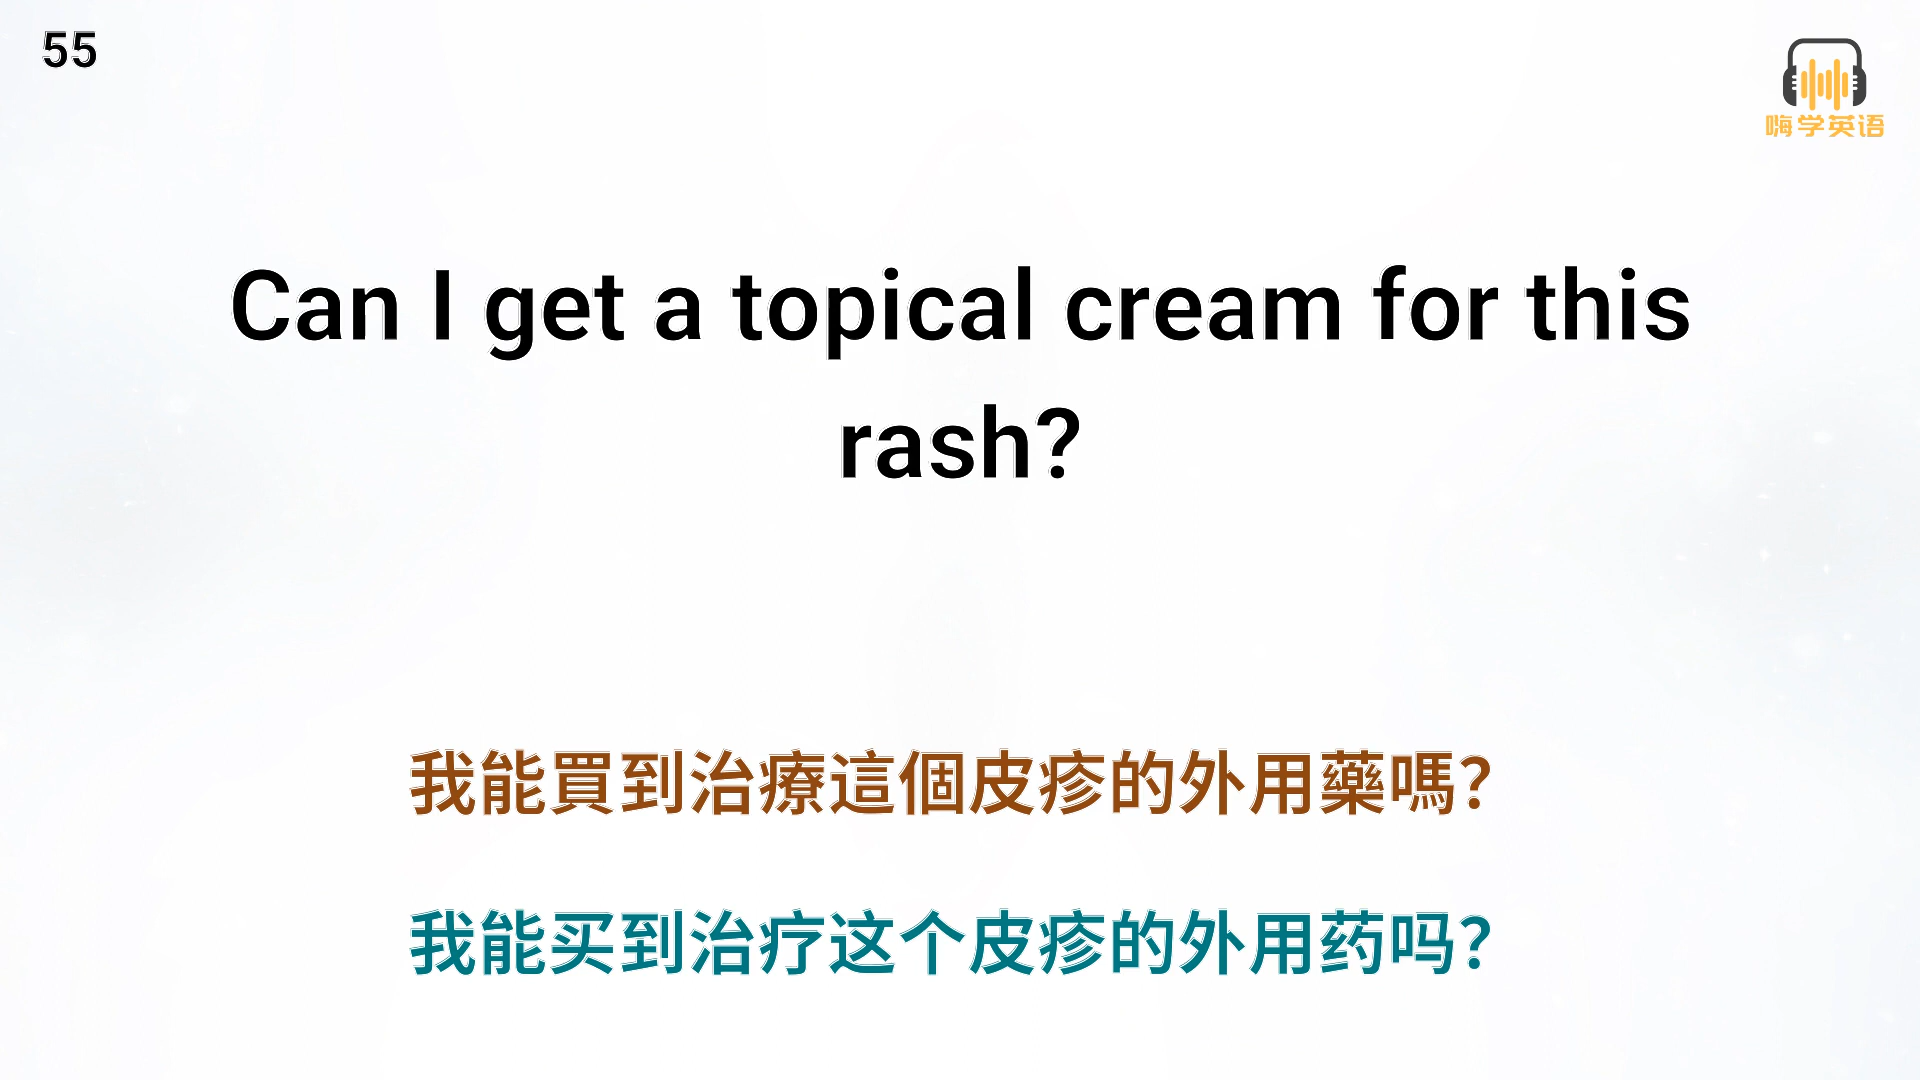 55
嗨学英语
Can I get a topical cream for this
rash?
我能買到治療這個皮疹的外用藥嗎?
我能买到治疗这个皮疹的外用药吗?